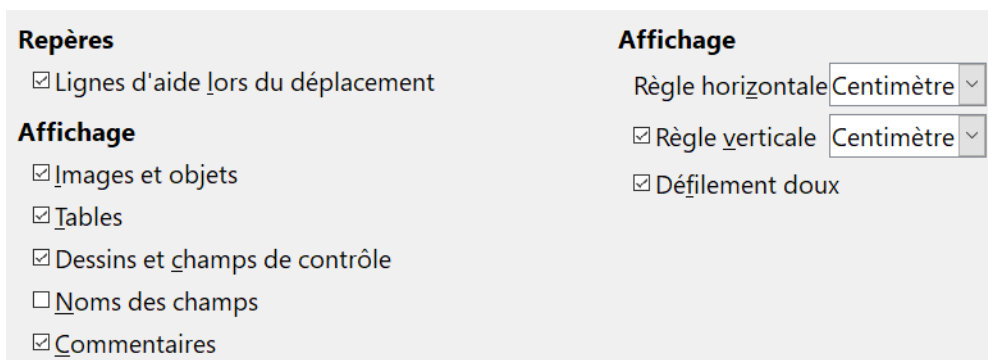 Repères
Lignes d'aide lors du déplacement
Affichage
Images et objets
Tables
Dessins et champs de contrôle
Noms des champs
Commentaires
Affichage
Règle horizontale Centimètre
Règle verticale Centimètre
Défilement doux